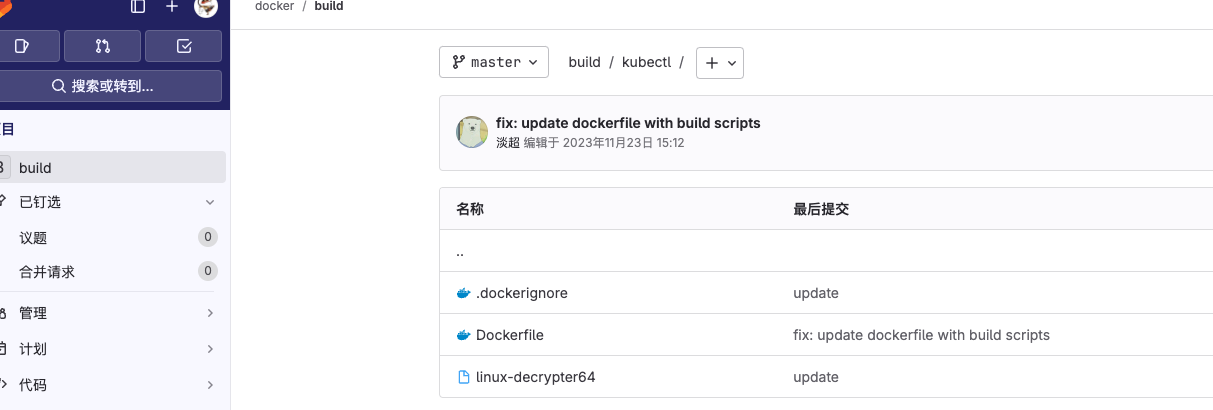 docker / build
搜索或转到...
build
已钉选
议题 0
合并请求 0
管理
计划
代码
master
build / kubectl /
fix: update dockerfile with build scripts
淡超 编辑于 2023年11月23日 15:12
名称 最后提交
..
.dockerignore update
Dockerfile fix: update dockerfile with build scripts
linux-decrypter64 update